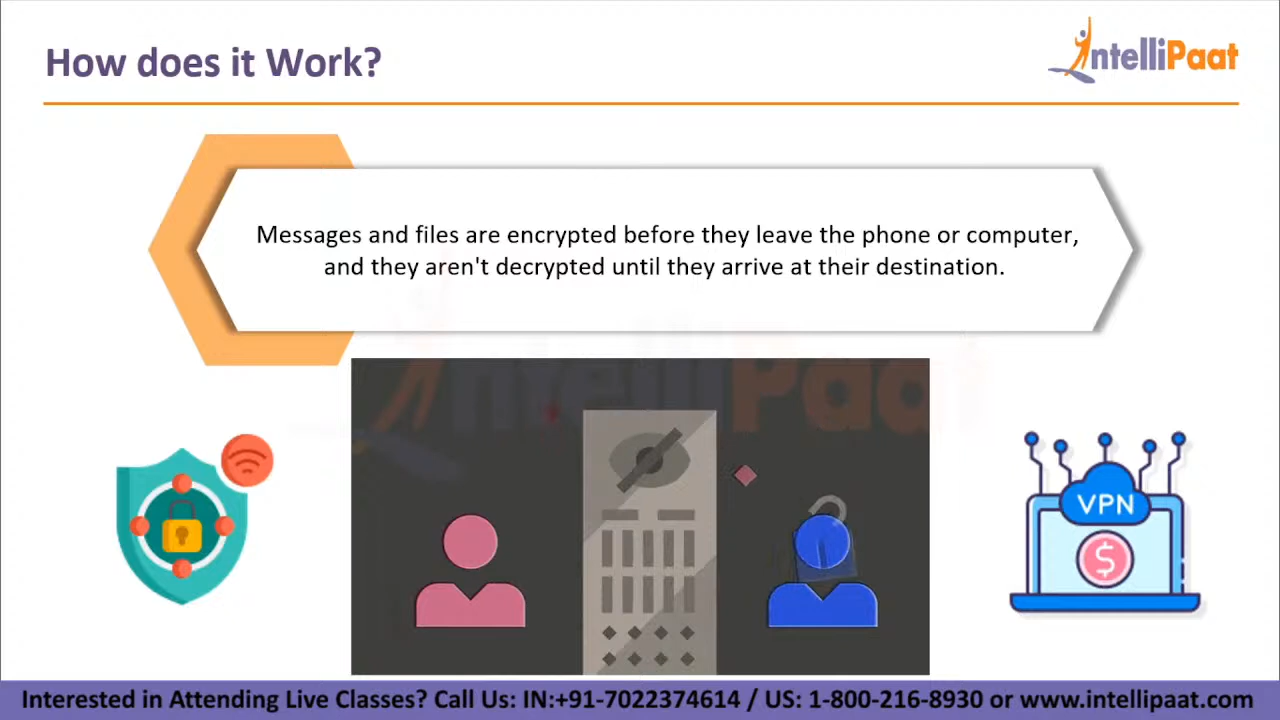 How does it Work?
IntelliPaat
Messages and files are encrypted before they leave the phone or computer,
and they aren't decrypted until they arrive at their destination.
IntelliPaat
VPN
$
Interested in Attending Live Classes? Call Us: IN:+91-7022374614 / US: 1-800-216-8930 or www.intellipaat.com